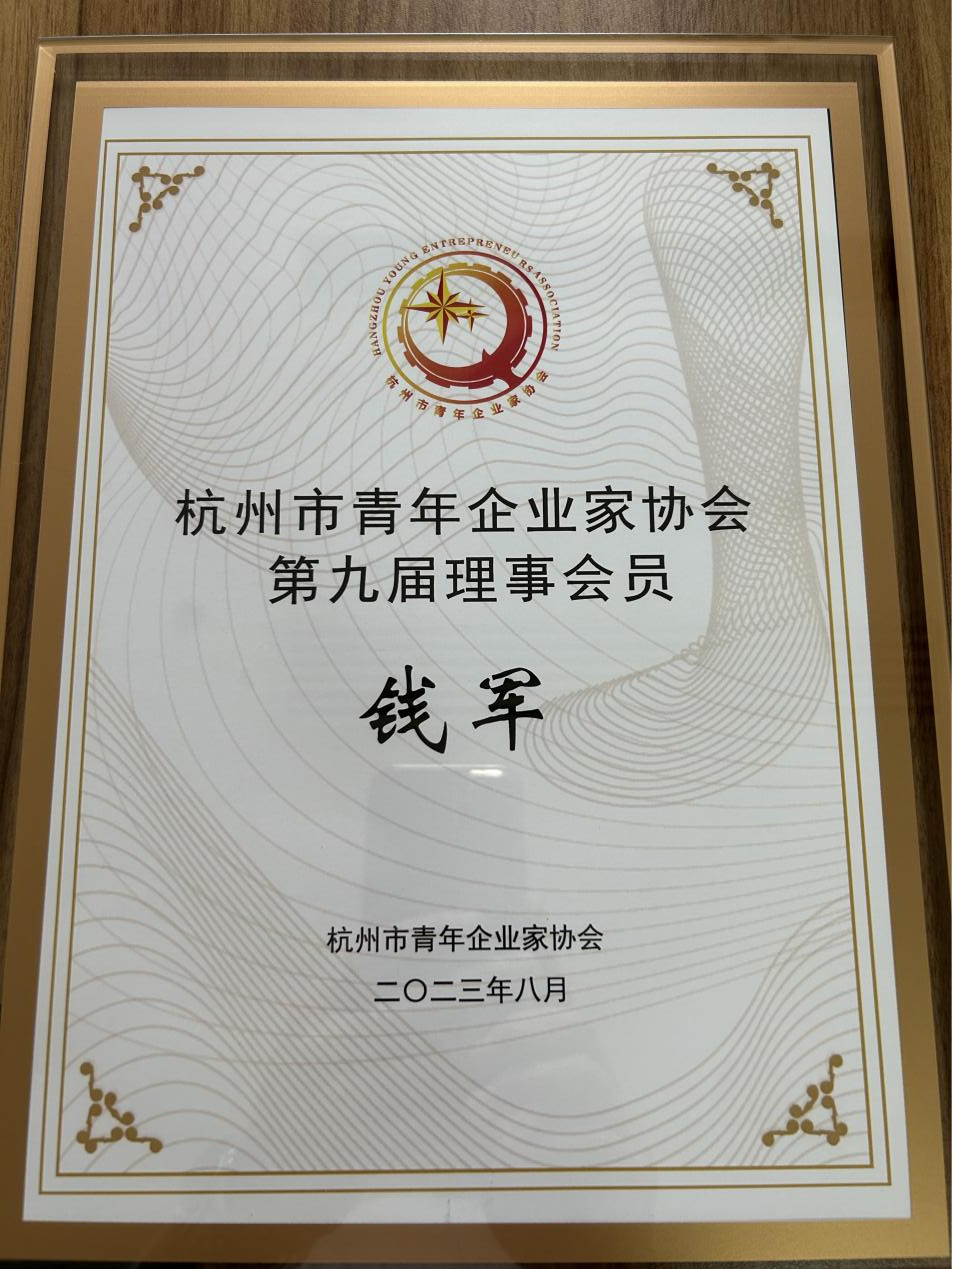 HANGZHOU YOUNG ENTREPRENEURSASSOCIATION
杭州市青年企业家协会
杭州市青年企业家协会
第九届理事会员
钱军
杭州市青年企业家协会
二〇二三年八月